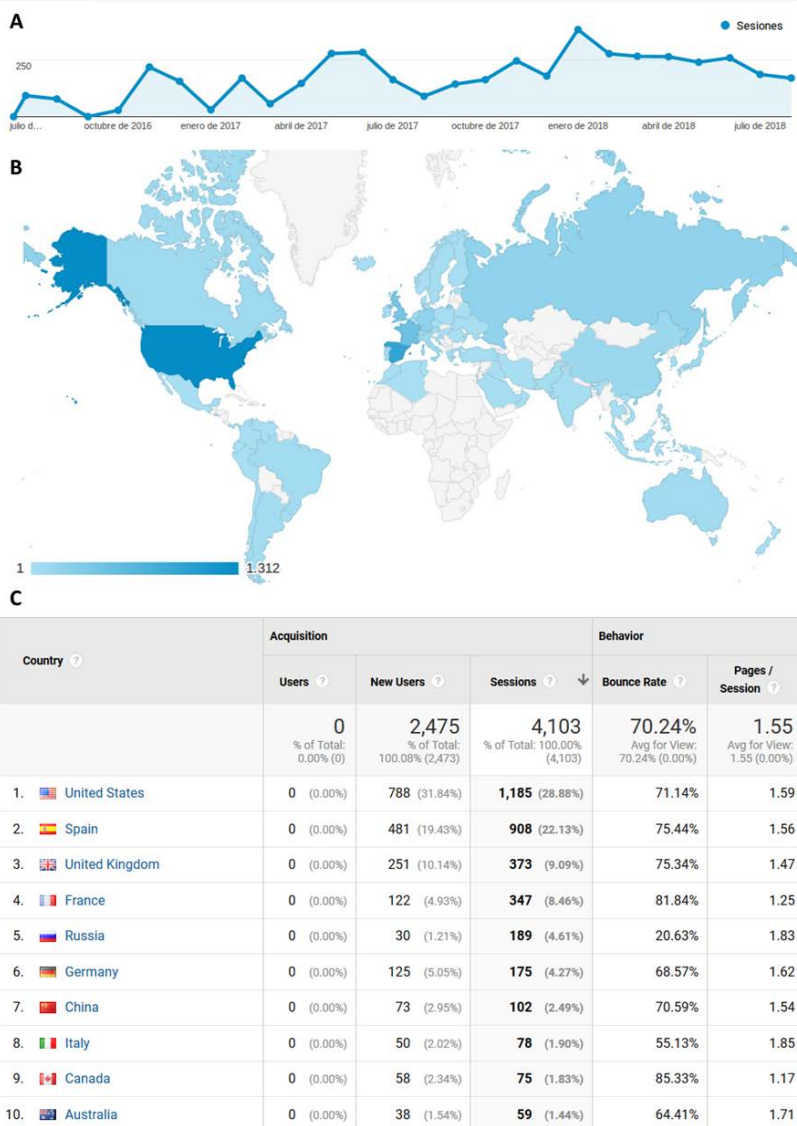 A
Sesiones
250
julio d...
octubre de 2016
enero de 2017
abril de 2017
julio de 2017
octubre de 2017
enero de 2018
abril de 2018
julio de 2018
B
1
1.312
C
Acquisition
Behavior
Country ?
Users ?
New Users ?
Sessions ? ↓
Bounce Rate ?
Pages /
Session ?
0 2,475 4,103 70.24% 1.55
% of Total: % of Total: % of Total: 100.00% Avg for View: Avg for View:
0.00% (0) 100.08% (2,473) (4,103) 70.24% (0.00%) 1.55 (0.00%)
1. United States 0 (0.00%) 788 (31.84%) 1,185 (28.88%) 71.14% 1.59
2. Spain 0 (0.00%) 481 (19.43%) 908 (22.13%) 75.44% 1.56
3. United Kingdom 0 (0.00%) 251 (10.14%) 373 (9.09%) 75.34% 1.47
4. France 0 (0.00%) 122 (4.93%) 347 (8.46%) 81.84% 1.25
5. Russia 0 (0.00%) 30 (1.21%) 189 (4.61%) 20.63% 1.83
6. Germany 0 (0.00%) 125 (5.05%) 175 (4.27%) 68.57% 1.62
7. China 0 (0.00%) 73 (2.95%) 102 (2.49%) 70.59% 1.54
8. Italy 0 (0.00%) 50 (2.02%) 78 (1.90%) 55.13% 1.85
9. Canada 0 (0.00%) 58 (2.34%) 75 (1.83%) 85.33% 1.17
10. Australia 0 (0.00%) 38 (1.54%) 59 (1.44%) 64.41% 1.71